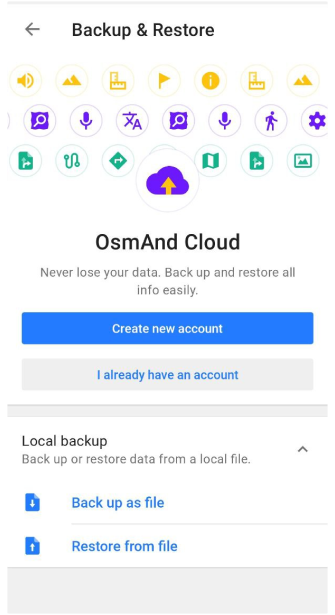 Backup & Restore
OsmAnd Cloud
Never lose your data. Back up and restore all
info easily.
Create new account
I already have an account
Local backup
Back up or restore data from a local file.
Back up as file
Restore from file